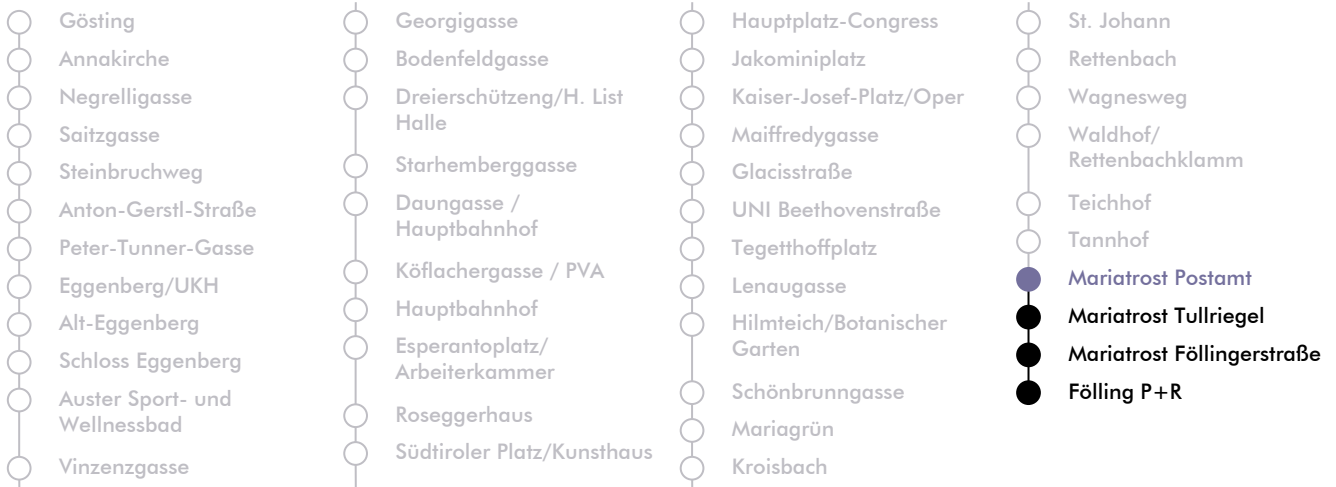 Gösting
Annakirche
Negrelligasse
Saitzgasse
Steinbruchweg
Anton-Gerstl-Straße
Peter-Tunner-Gasse
Eggenberg/UKH
Alt-Eggenberg
Schloss Eggenberg
Auster Sport- und
Wellnessbad
Vinzenzgasse
Georgigasse
Bodenfeldgasse
Dreierschützeng/H. List
Halle
Starhemberggasse
Daungasse /
Hauptbahnhof
Köflachergasse / PVA
Hauptbahnhof
Esperantoplatz/
Arbeiterkammer
Roseggerhaus
Südtiroler Platz/Kunsthaus
Hauptplatz-Congress
Jakominiplatz
Kaiser-Josef-Platz/Oper
Maiffredygasse
Glacisstraße
UNI Beethovenstraße
Tegetthoffplatz
Lenaugasse
Hilmteich/Botanischer
Garten
Schönbrunngasse
Mariagrün
Kroisbach
St. Johann
Rettenbach
Wagnesweg
Waldhof/
Rettenbachklamm
Teichhof
Tannhof
Mariatrost Postamt
Mariatrost Tullriegel
Mariatrost Föllingerstraße
Fölling P+R